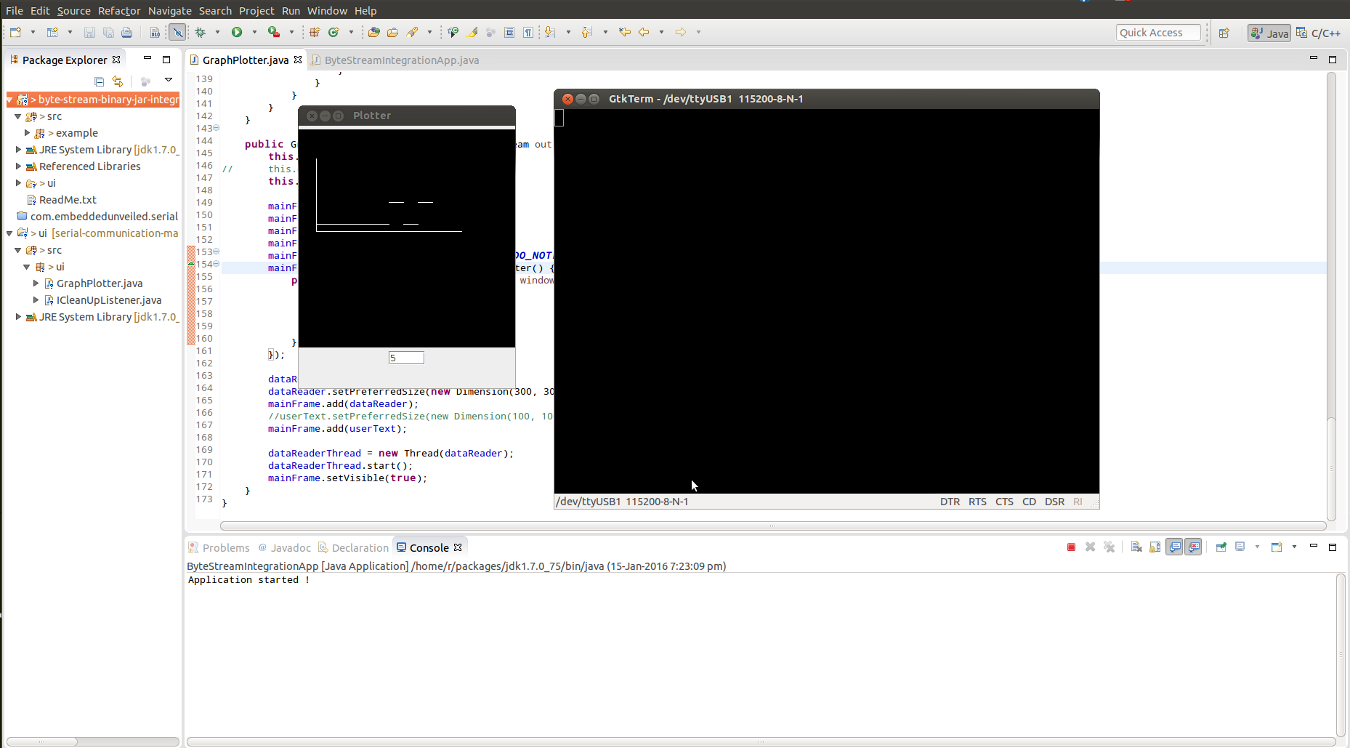 File Edit Source Refactor Navigate Search Project Run Window Help
Quick Access
Java
C/C++
Package Explorer
> byte-stream-binary-jar-integr
> src
> example
JRE System Library [jdk1.7.0_
Referenced Libraries
> ui
ReadMe.txt
com.embeddedunveiled.serial
> ui [serial-communication-ma
> src
> ui
GraphPlotter.java
ICleanUpListener.java
JRE System Library [jdk1.7.0_
GraphPlotter.java
ByteStreamIntegrationApp.java
139 }
140 }
141 }
142 }
143 }
144
145 public G
am out
146 this.
147 // this.
148 this.
149
150 mainF
151 mainF
152 mainF
153 mainF
154 mainF
DO_NOT
155 mainF
ter() {
156 p
window
157
158
159
160
161 }
162 });
163
164 dataR
165 dataReader.setPreferredSize(new Dimension(300, 30
166 mainFrame.add(dataReader);
167 //userText.setPreferredSize(new Dimension(100, 10
168 mainFrame.add(userText);
169
170 dataReaderThread = new Thread(dataReader);
171 dataReaderThread.start();
172 mainFrame.setVisible(true);
173 }
}
Plotter
5
GtkTerm - /dev/ttyUSB1 115200-8-N-1
/dev/ttyUSB1 115200-8-N-1
DTR RTS CTS CD DSR RI
Problems
@ Javadoc
Declaration
Console
ByteStreamIntegrationApp [Java Application] /home/r/packages/jdk1.7.0_75/bin/java (15-Jan-2016 7:23:09 pm)
Application started !